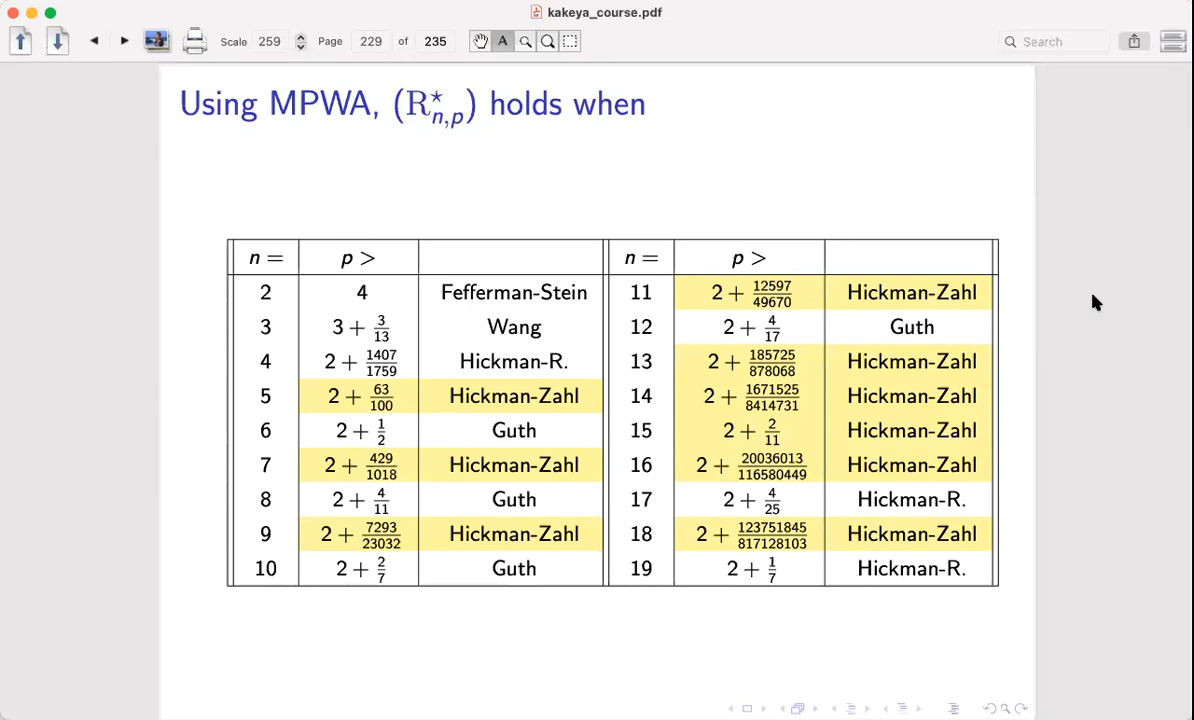 kakeya_course.pdf
Scale 259 Page 229 of 235 A Search
Using MPWA, (R⋆n,p) holds when
n = p > n = p >
2 4 Fefferman-Stein 11 2 + 12597/49670 Hickman-Zahl
3 3 + 3/13 Wang 12 2 + 4/17 Guth
4 2 + 1407/1759 Hickman-R. 13 2 + 185725/878068 Hickman-Zahl
5 2 + 63/100 Hickman-Zahl 14 2 + 1671525/8414731 Hickman-Zahl
6 2 + 1/2 Guth 15 2 + 2/11 Hickman-Zahl
7 2 + 429/1018 Hickman-Zahl 16 2 + 20036013/116580449 Hickman-Zahl
8 2 + 4/11 Guth 17 2 + 4/25 Hickman-R.
9 2 + 7293/23032 Hickman-Zahl 18 2 + 123751845/817128103 Hickman-Zahl
10 2 + 2/7 Guth 19 2 + 1/7 Hickman-R.